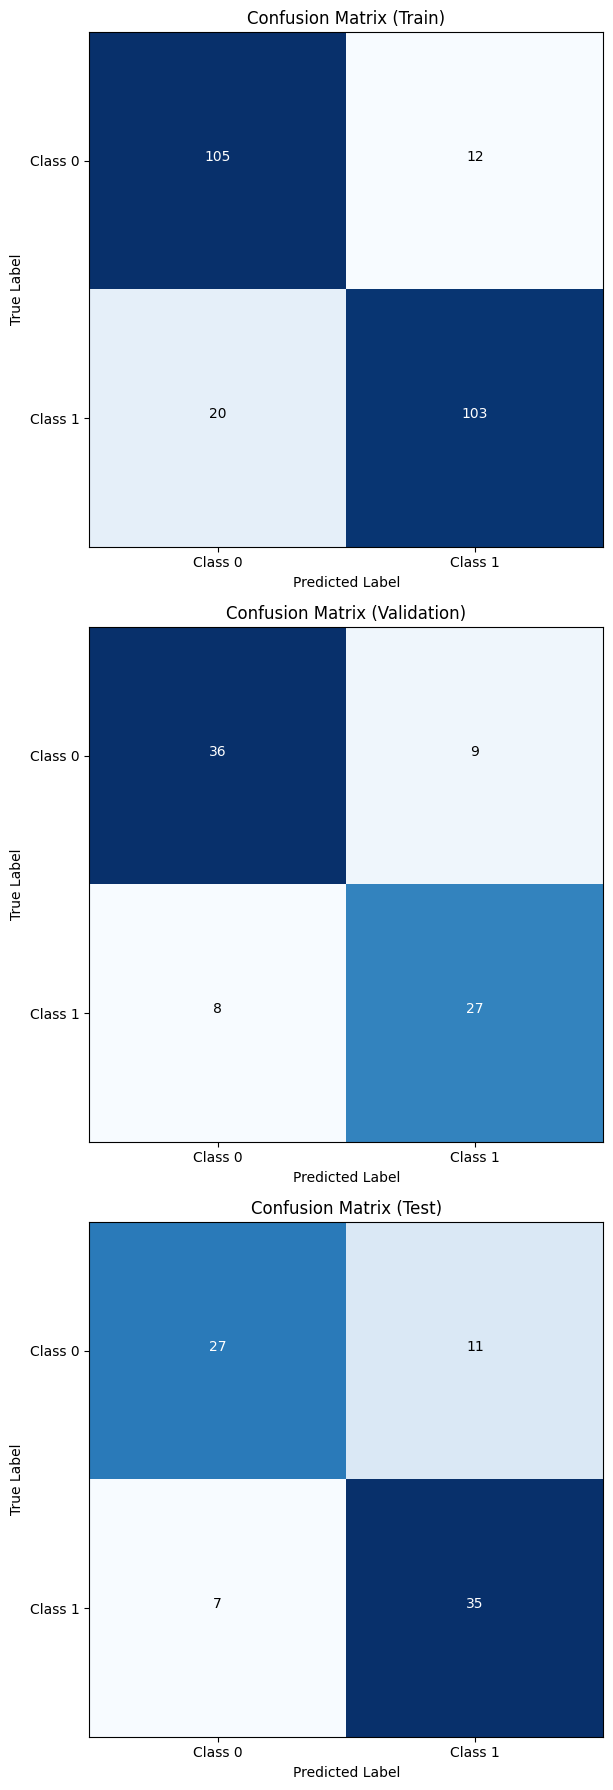 Confusion Matrix (Train)
Class 0
105
12
True Label
Class 1
20
103
Class 0
Class 1
Predicted Label
Confusion Matrix (Validation)
Class 0
36
9
True Label
Class 1
8
27
Class 0
Class 1
Predicted Label
Confusion Matrix (Test)
Class 0
27
11
True Label
Class 1
7
35
Class 0
Class 1
Predicted Label